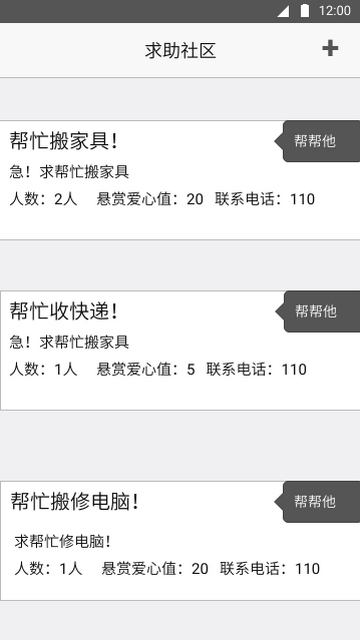 12:00
求助社区
帮忙搬家具！
帮帮他
急！求帮忙搬家具
人数：2人 悬赏爱心值：20 联系电话：110
帮忙收快递！
帮帮他
急！求帮忙搬家具
人数：1人 悬赏爱心值：5 联系电话：110
帮忙搬修电脑！
帮帮他
求帮忙修电脑！
人数：1人 悬赏爱心值：20 联系电话：110